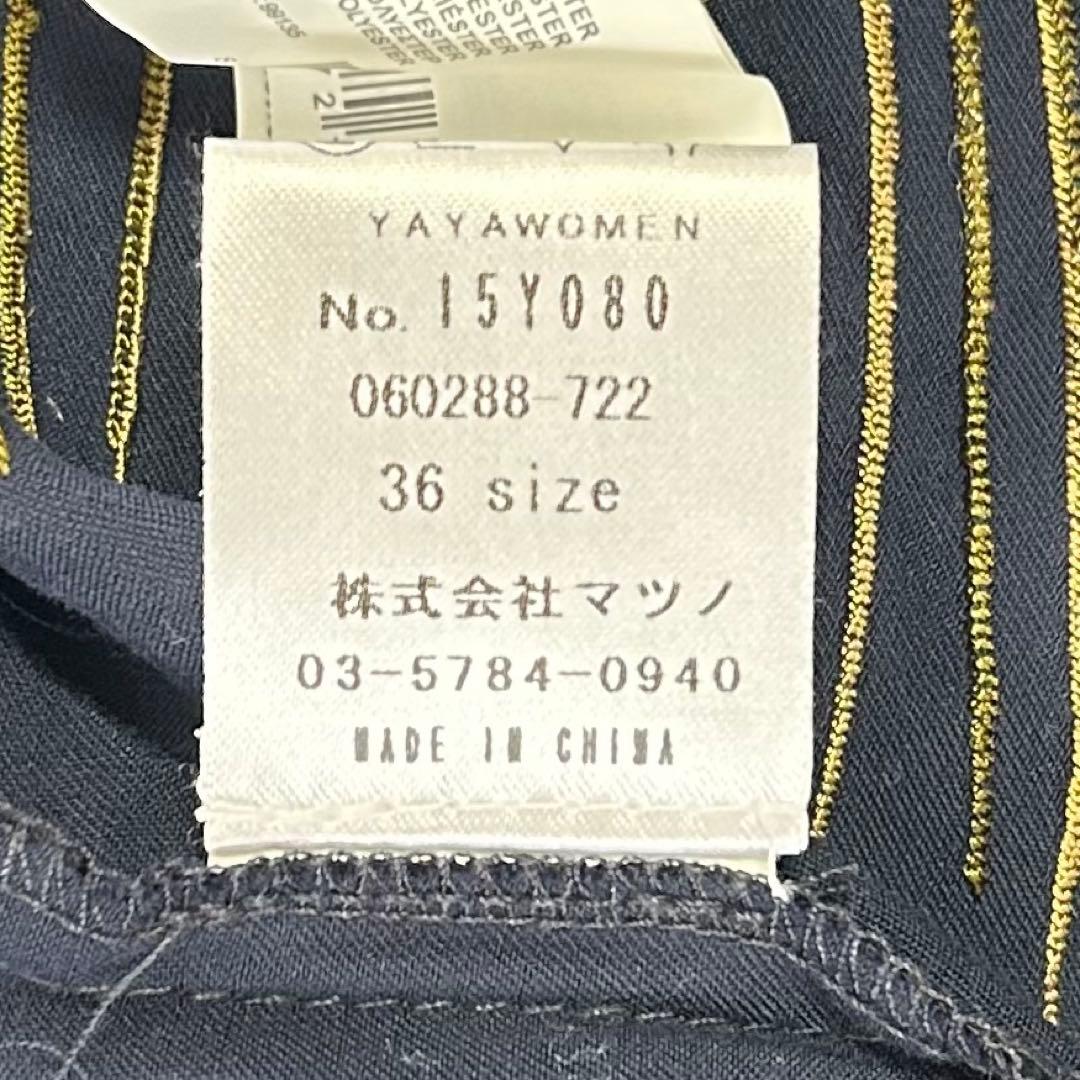 POLYESTER
YAYAWOMEN
No. 15Y080
060288-722
36 size
株式会社マツノ
03-5784-0940
MADE IN CHINA